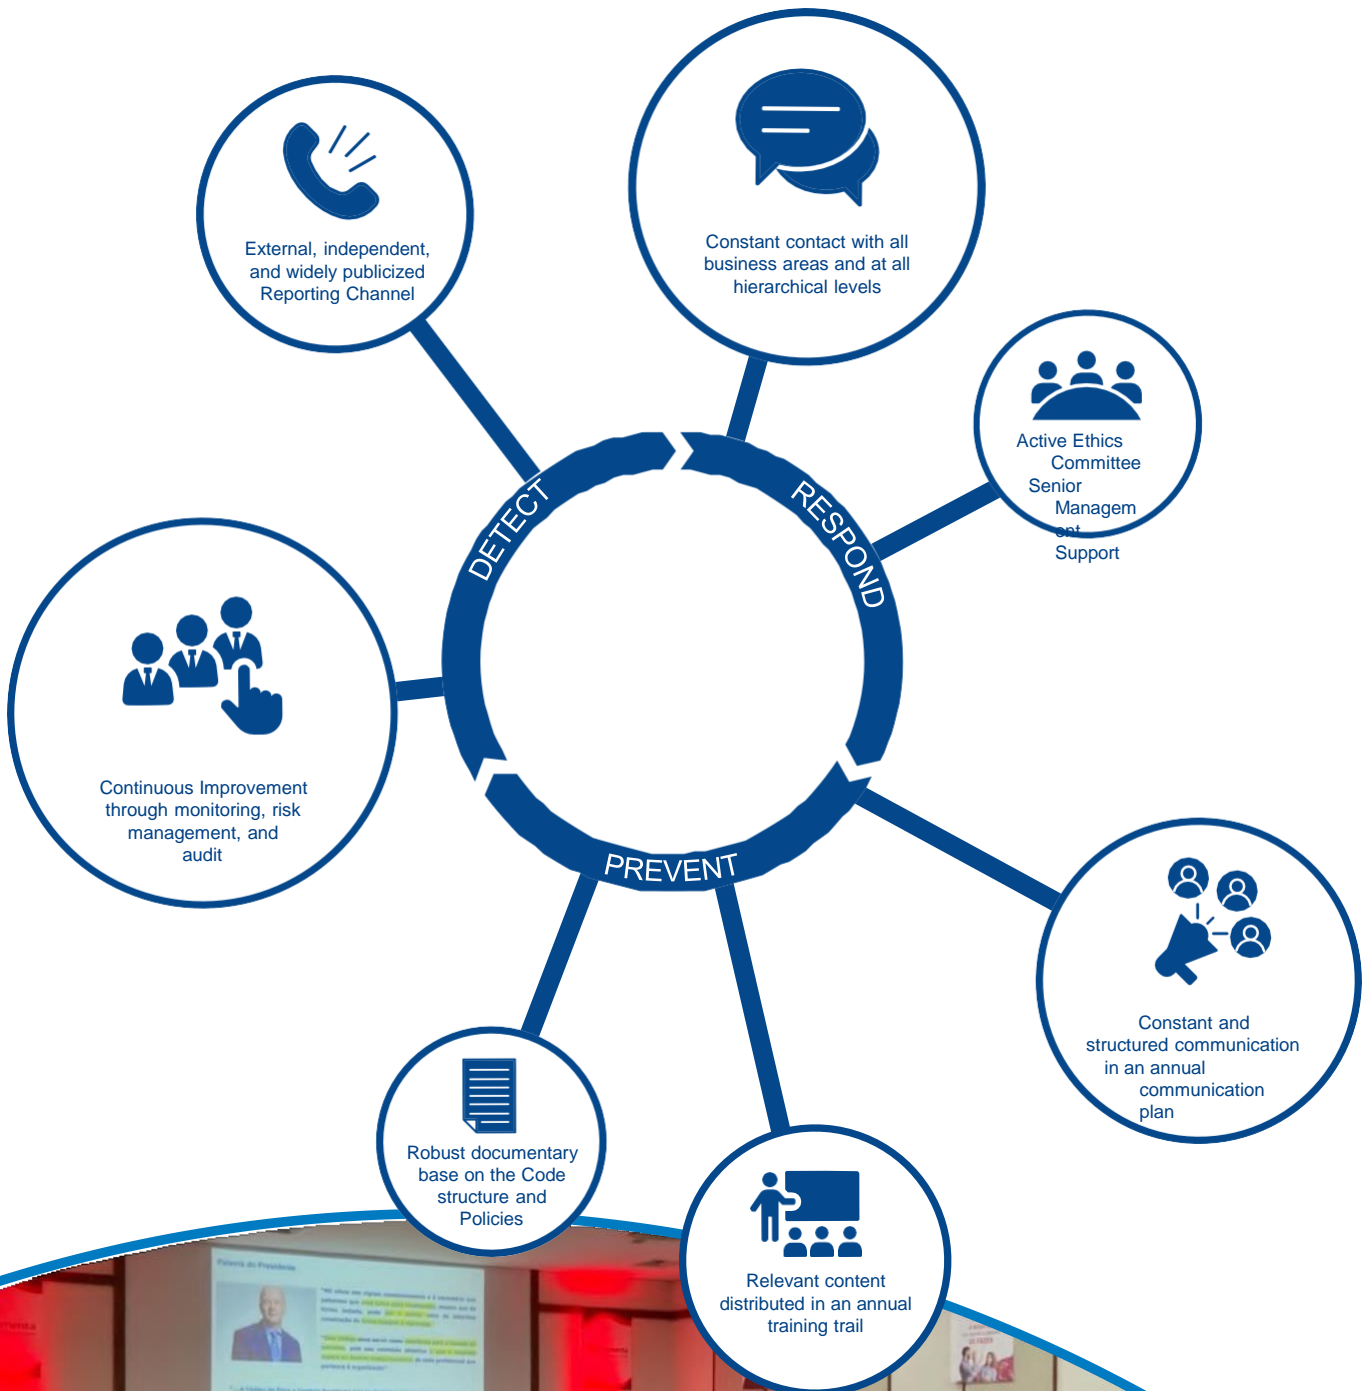 External, independent,
and widely publicized
Reporting Channel
Constant contact with all
business areas and at all
hierarchical levels
Active Ethics
Committee
Senior
Managem
ent
Support
DETECT
RESPOND
PREVENT
Continuous Improvement
through monitoring, risk
management, and
audit
Constant and
structured communication
in an annual
communication
plan
Robust documentary
base on the Code
structure and
Policies
Relevant content
distributed in an annual
training trail
Palavra do Presidente